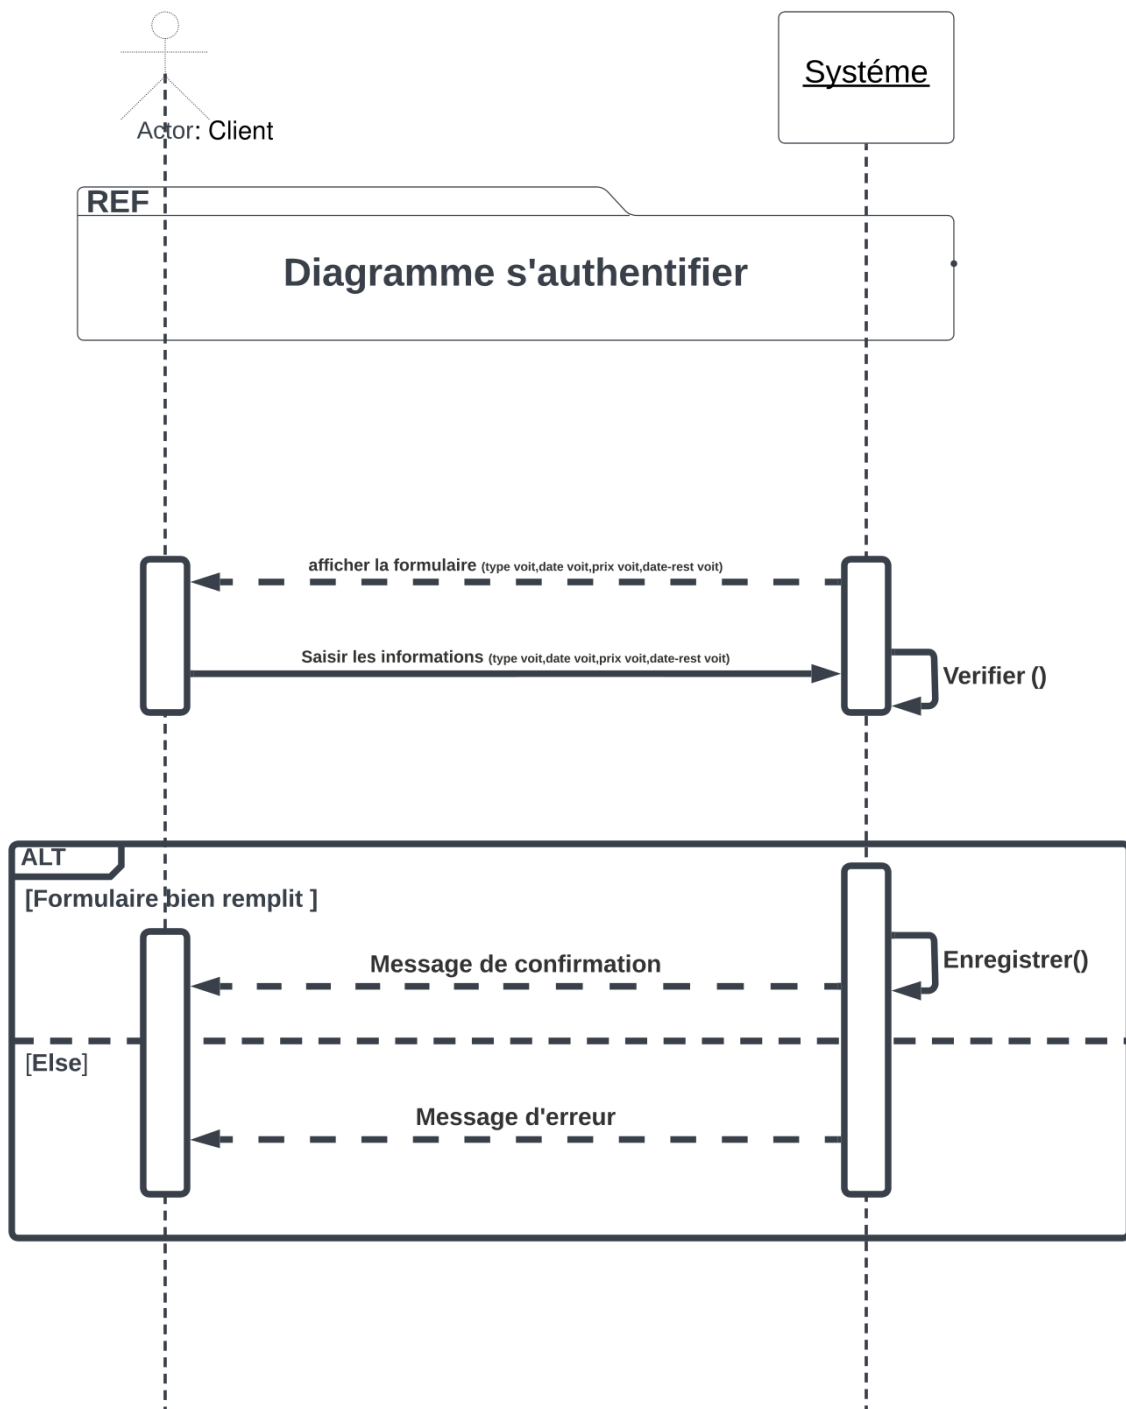 Systéme
Actor: Client
REF
Diagramme s'authentifier
afficher la formulaire (type voit,date voit,prix voit,date-rest voit)
Saisir les informations (type voit,date voit,prix voit,date-rest voit)
Verifier ()
ALT
[Formulaire bien remplit ]
Enregistrer()
Message de confirmation
[Else]
Message d'erreur